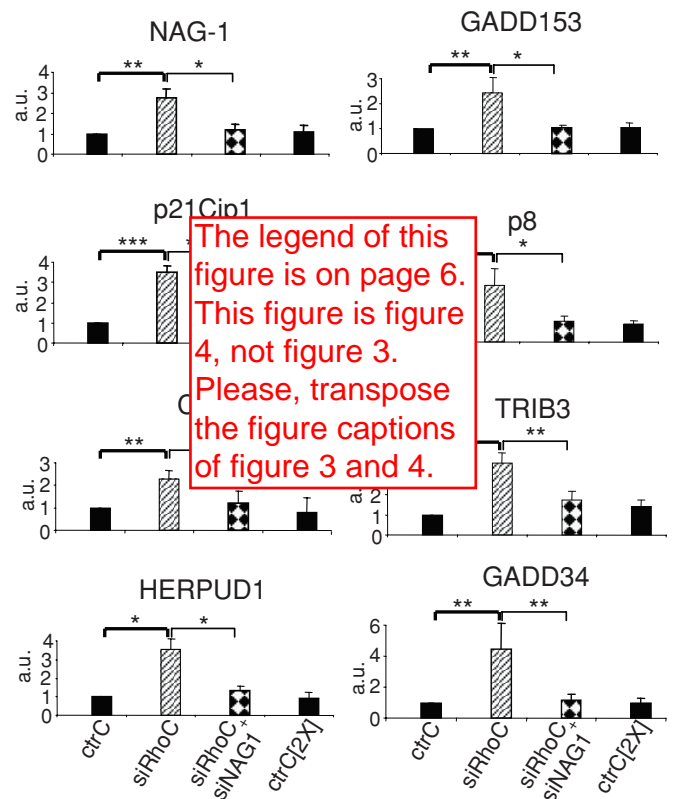 NAG-1
GADD153
** *
** *
a.u.
4
3
2
1
0
a.u.
3
2
1
0
p21Cip1
p8
***
*
a.u.
4
3
2
1
0
The legend of this
figure is on page 6.
This figure is figure
4, not figure 3.
Please, transpose
the figure captions
of figure 3 and 4.
TRIB3
**
**
a.u.
3
2
1
0
a.u.
2
1
0
HERPUD1
GADD34
* *
** **
a.u.
4
3
2
1
0
a.u.
6
4
2
0
ctrC
siRhoC
siRhoC+
siNAG1
ctrC[2X]
ctrC
siRhoC
siRhoC+
siNAG1
ctrC[2X]